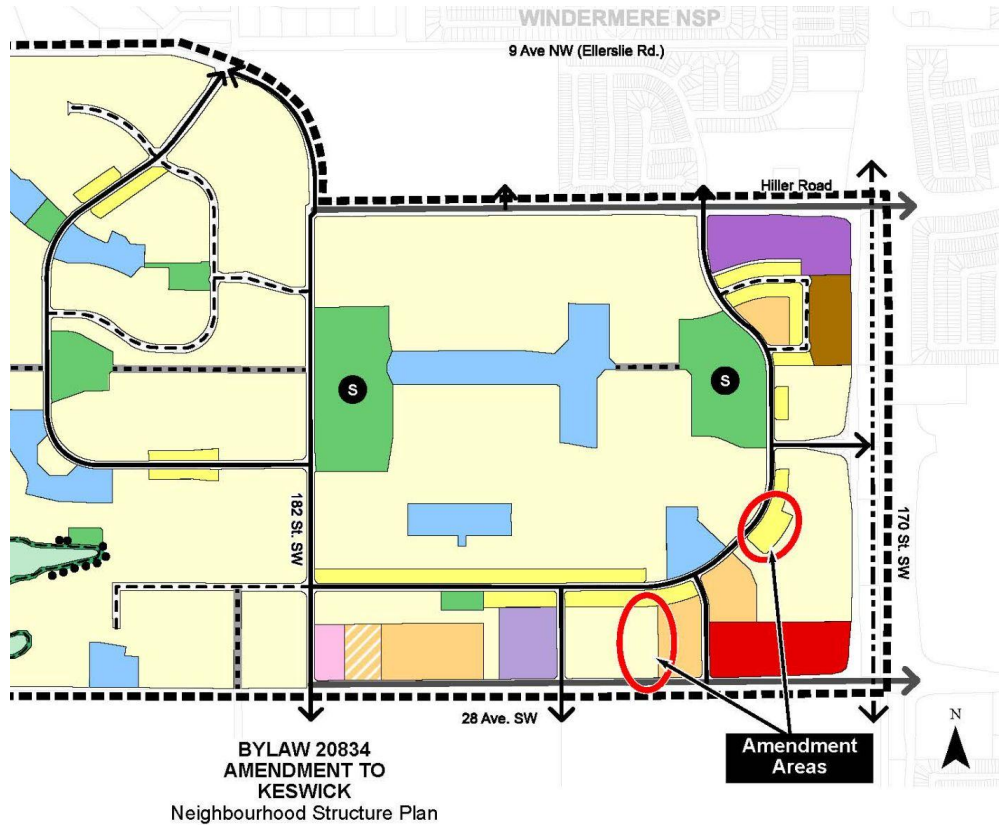 WINDERMERE NSP
9 Ave NW (Ellerslie Rd.)
Hiller Road
S
S
182 St. SW
170 St. SW
28 Ave. SW
BYLAW 20834
AMENDMENT TO
KESWICK
Neighbourhood Structure Plan
Amendment
Areas
N